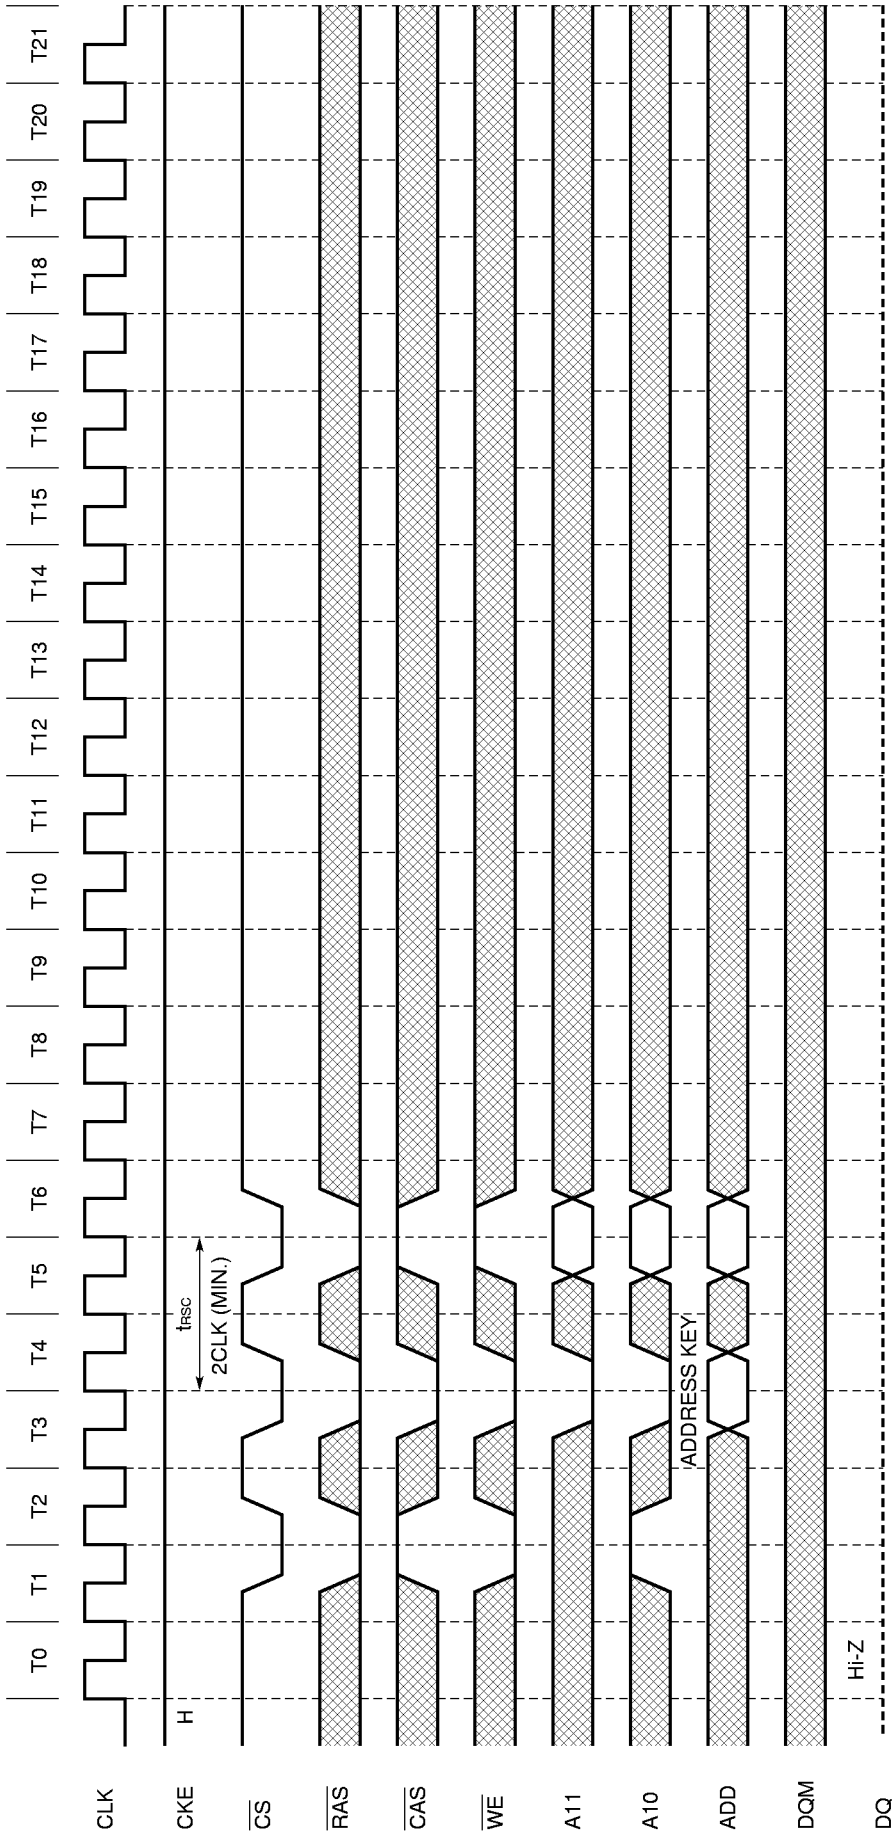 T0 T1 T2 T3 T4 T5 T6 T7 T8 T9 T10 T11 T12 T13 T14 T15 T16 T17 T18 T19 T20 T21
CLK
CKE
H
tRSC
2CLK (MIN.)
CS
RAS
CAS
WE
A11
A10
ADDRESS KEY
ADD
DQM
Hi-Z
DQ